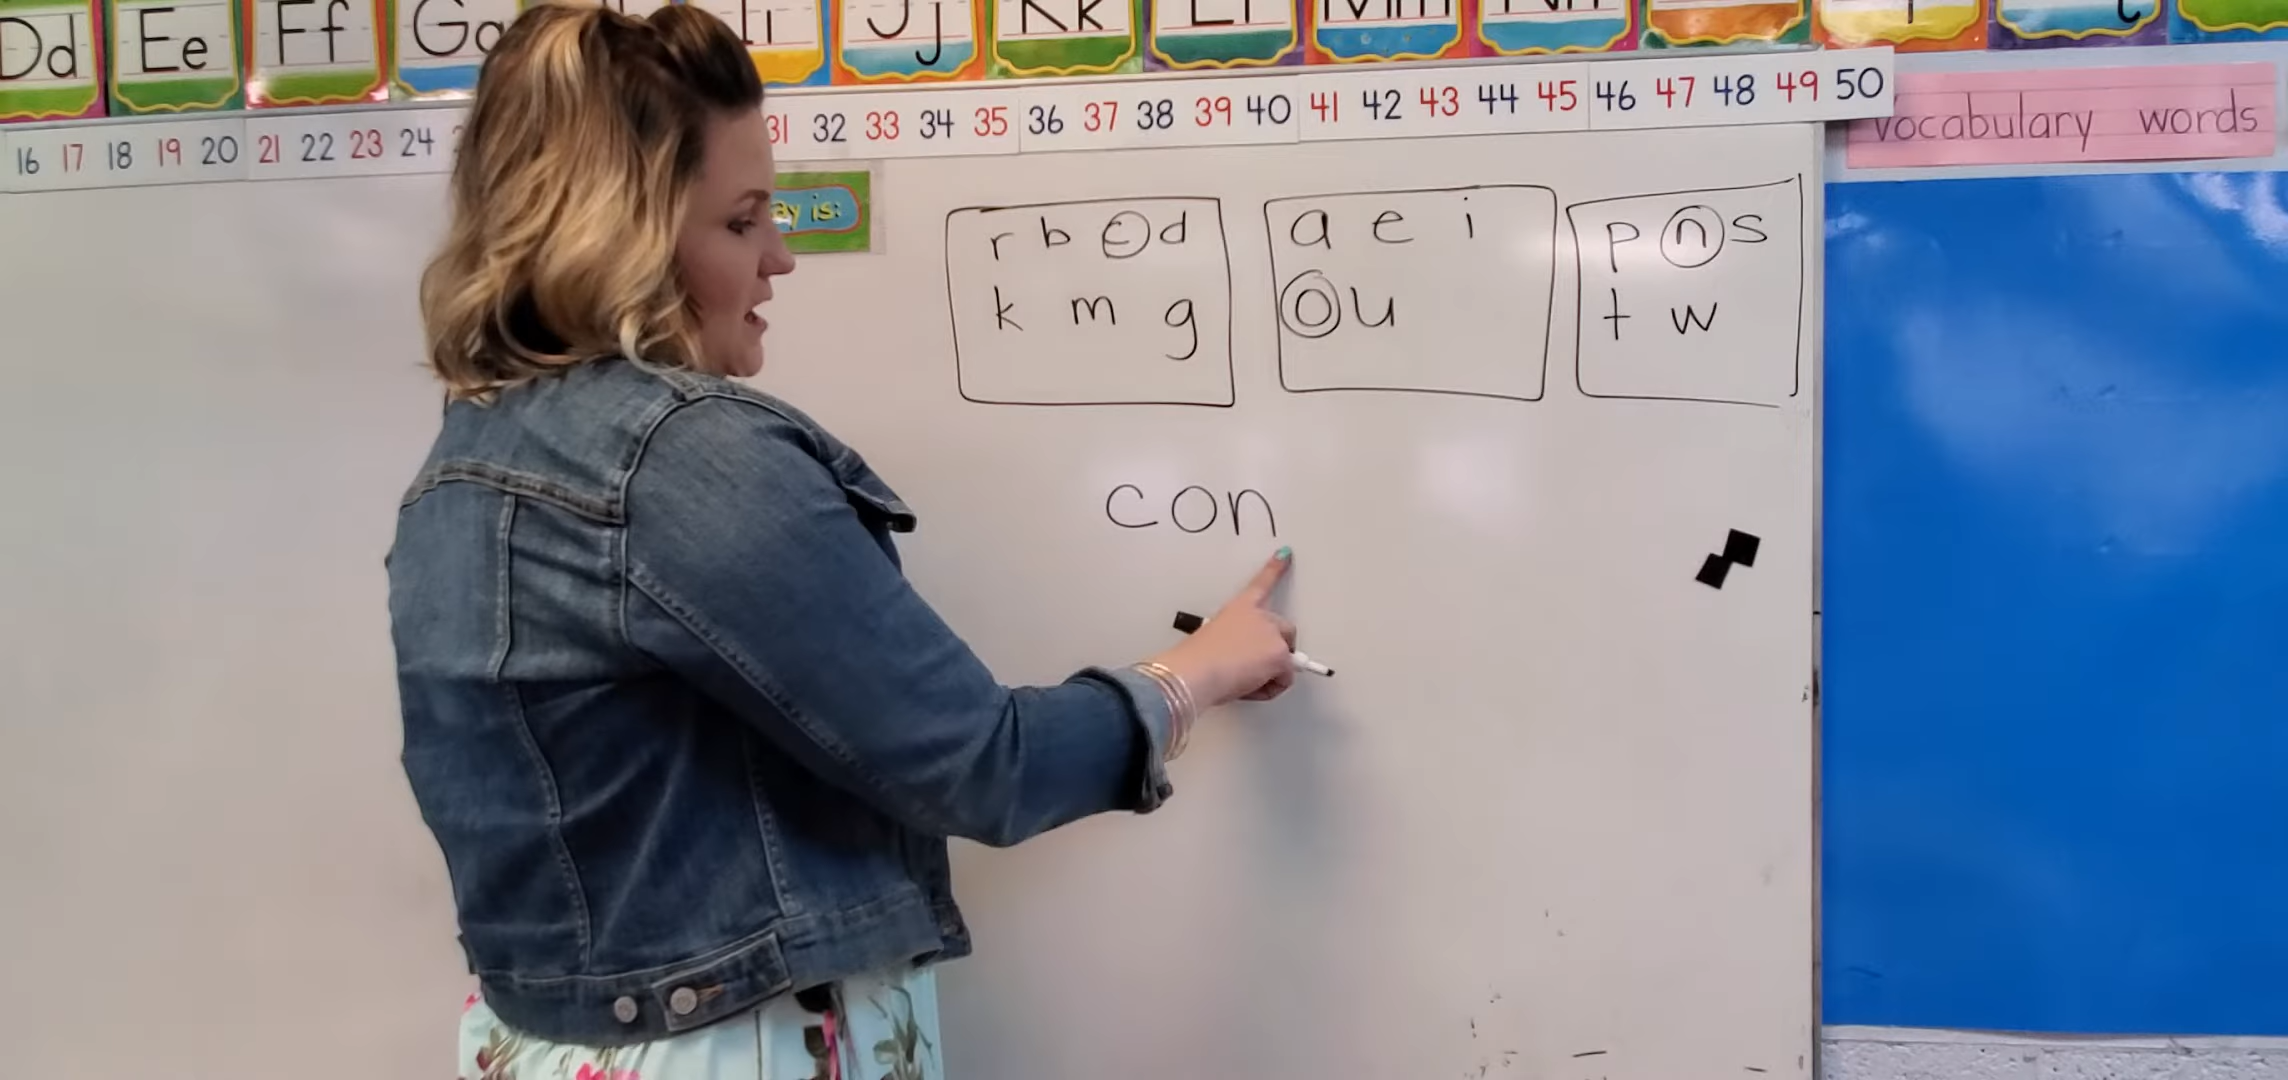 Dd Ee Ff Gg Ii Jj Kk Ll Mm Nn
16 17 18 19 20 21 22 23 24 31 32 33 34 35 36 37 38 39 40 41 42 43 44 45 46 47 48 49 50
vocabulary words
ay is:
r b c d
k m g
a e i
o u
p n s
t w
con